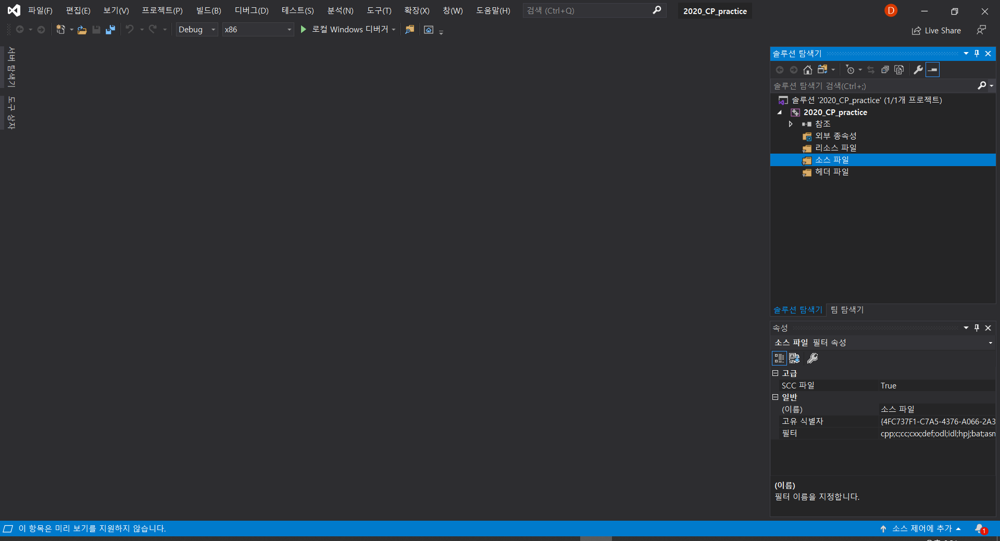 파일(F) 편집(E) 보기(V) 프로젝트(P) 빌드(B) 디버그(D) 테스트(S) 분석(N) 도구(T) 확장(X) 창(W) 도움말(H) 검색 (Ctrl+Q) 2020_CP_practice D
Debug x86 로컬 Windows 디버거 Live Share
서버 탐색기
도구 상자
솔루션 탐색기
솔루션 탐색기 검색(Ctrl+;)
솔루션 '2020_CP_practice' (1/1개 프로젝트)
2020_CP_practice
참조
외부 종속성
리소스 파일
소스 파일
헤더 파일
솔루션 탐색기 팀 탐색기
속성
소스 파일 필터 속성
고급
SCC 파일 True
일반
(이름) 소스 파일
고유 식별자 {4FC737F1-C7A5-4376-A066-2A3
필터 cpp;c;cc;cxx;def;odl;idl;hpj;bat;asm
(이름)
필터 이름을 지정합니다.
이 항목은 미리 보기를 지원하지 않습니다. 소스 제어에 추가 1